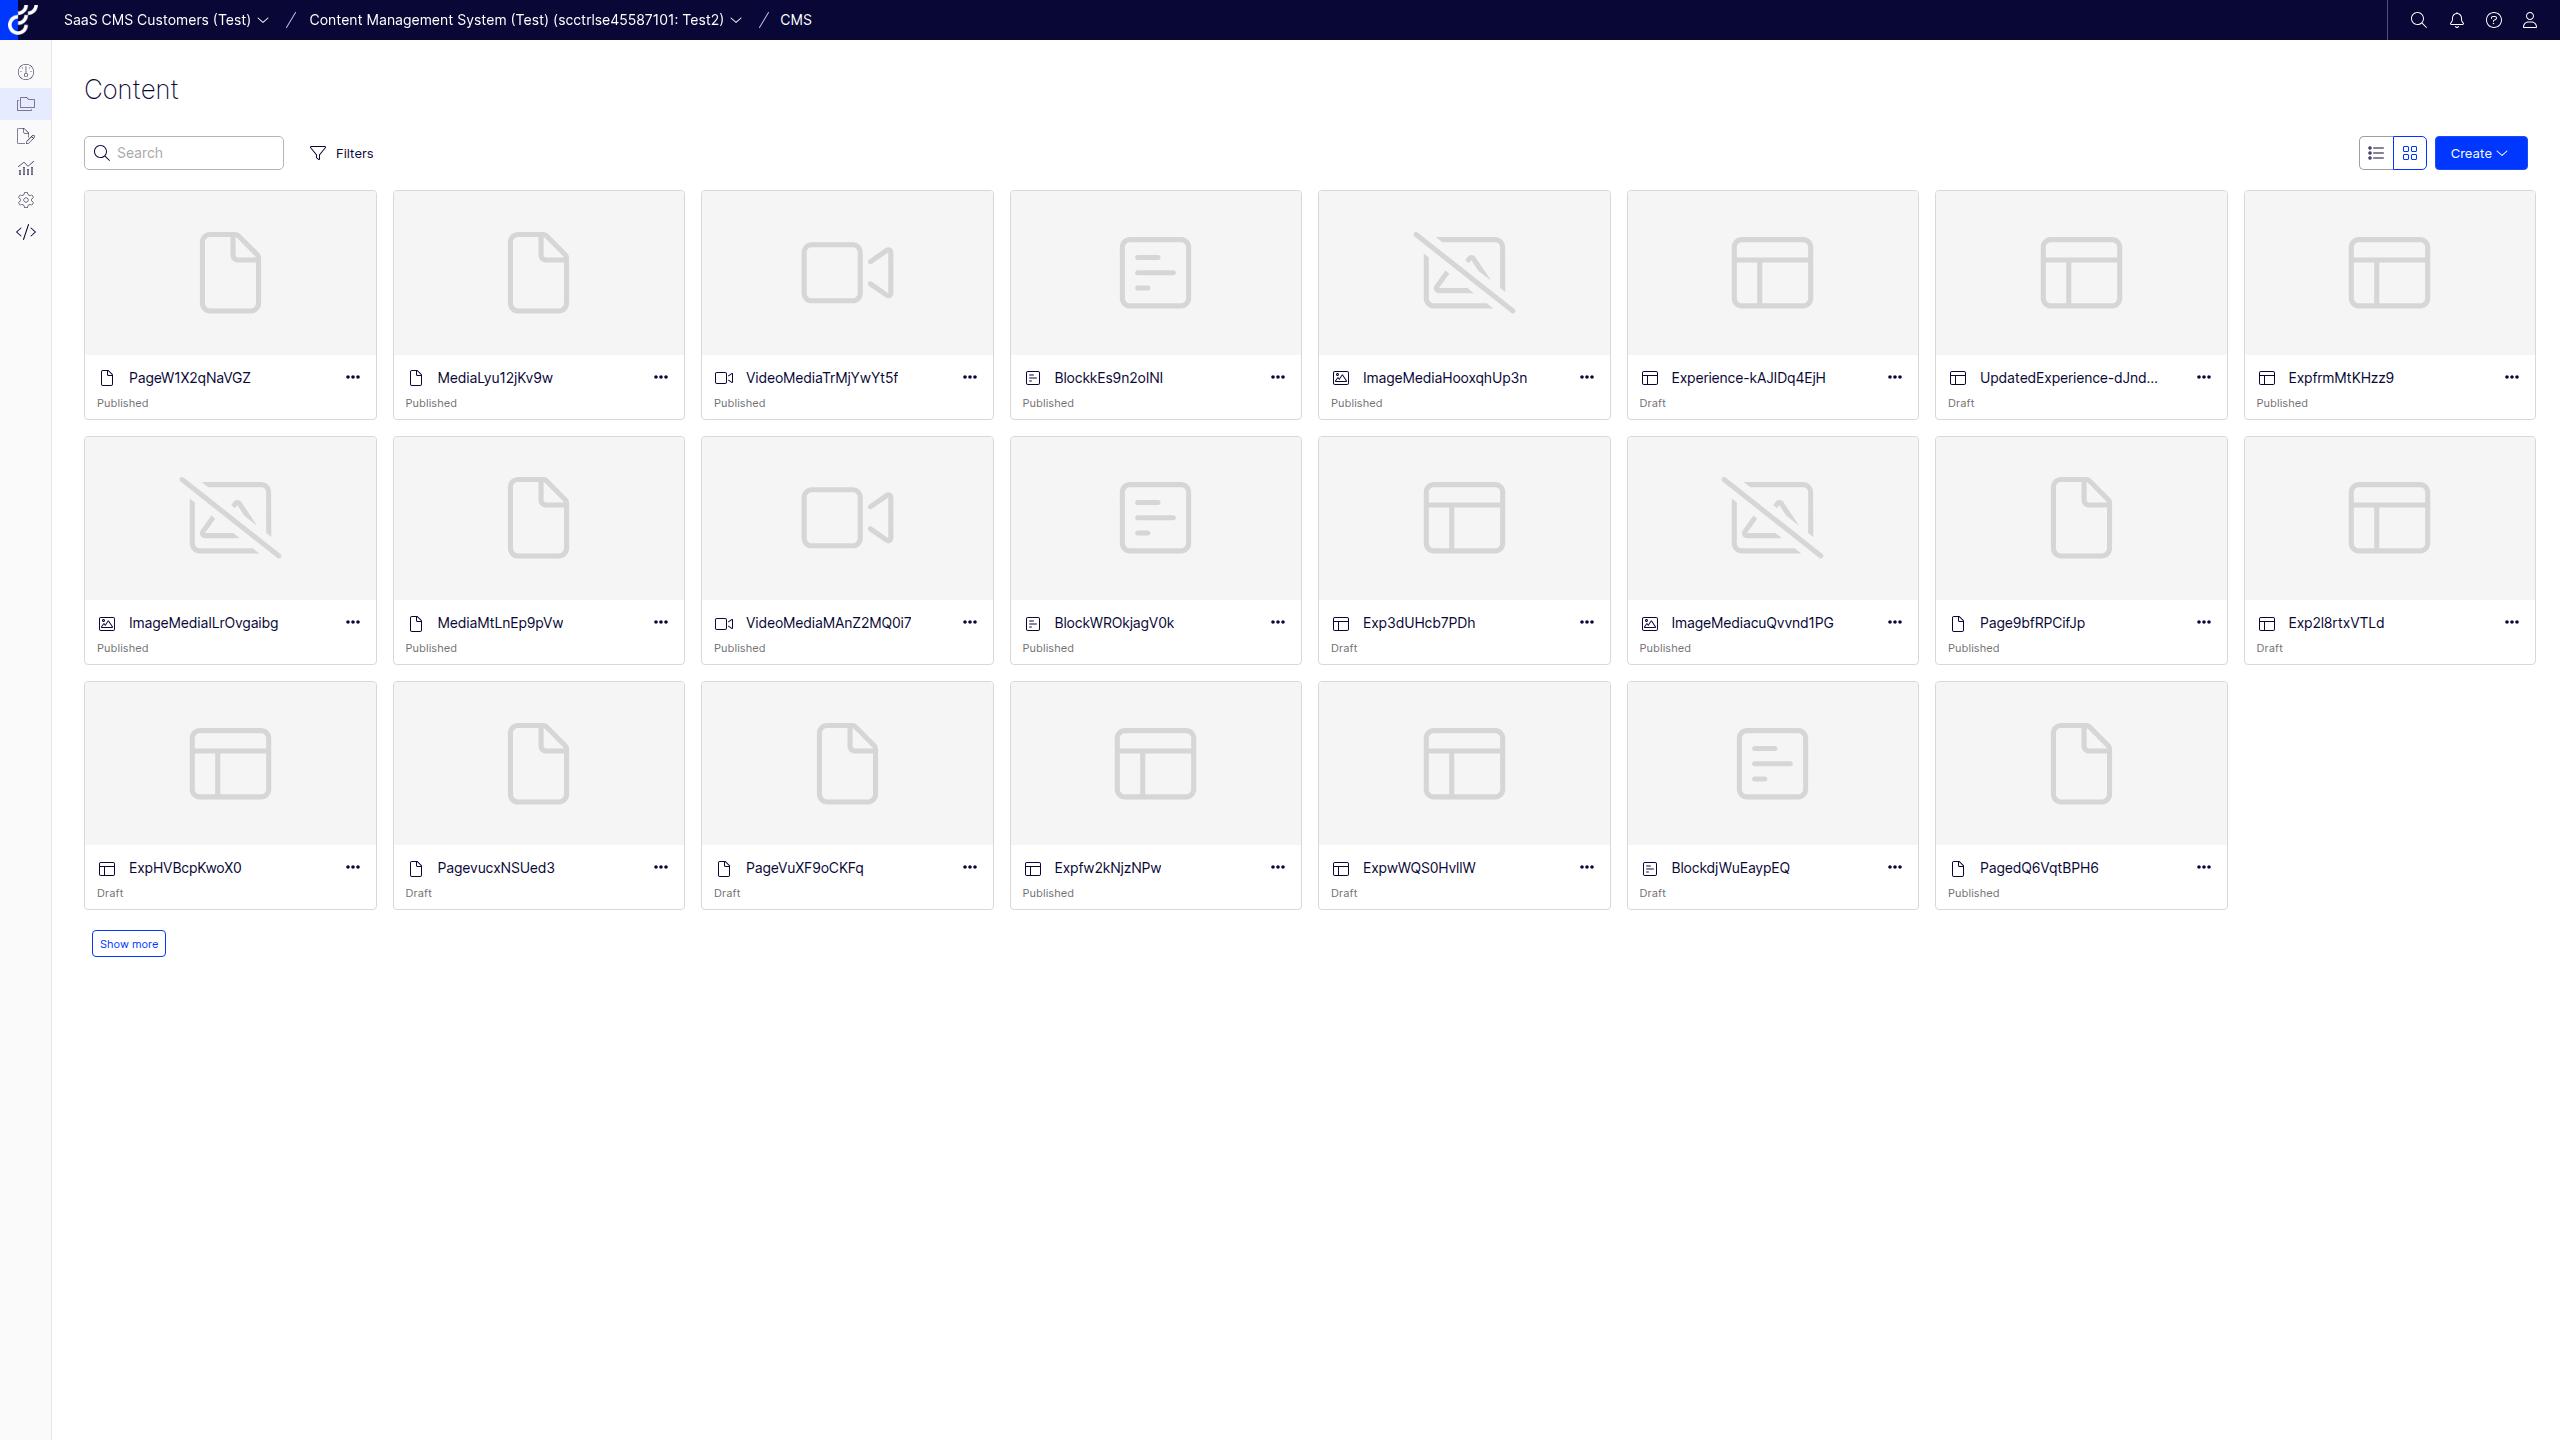 SaaS CMS Customers (Test) / Content Management System (Test) (scctrlse45587101: Test2) / CMS
Content
Search Filters Create
PageW1X2qNaVGZ MediaLyu12jKv9w VideoMediaTrMjYwYt5f BlockkEs9n2oINI ImageMediaHooxqhUp3n Experience-kAJIDq4EjH UpdatedExperience-dJnd... ExpfrmMtKHzz9
Published Published Published Published Published Draft Draft Published
ImageMediaILrOvgaibg MediaMtLnEp9pVw VideoMediaMAnZ2MQ0i7 BlockWROkjagV0k Exp3dUHcb7PDh ImageMediacuQvvnd1PG Page9bfRPCifJp Exp2I8rtxVTLd
Published Published Published Published Draft Published Published Draft
ExpHVBcpKwoX0 PagevucxNSUed3 PageVuXF9oCKFq Expfw2kNjzNPw ExpwWQS0HvIlW BlockdjWuEaypEQ PagedQ6VqtBPH6
Draft Draft Draft Published Draft Draft Published
Show more